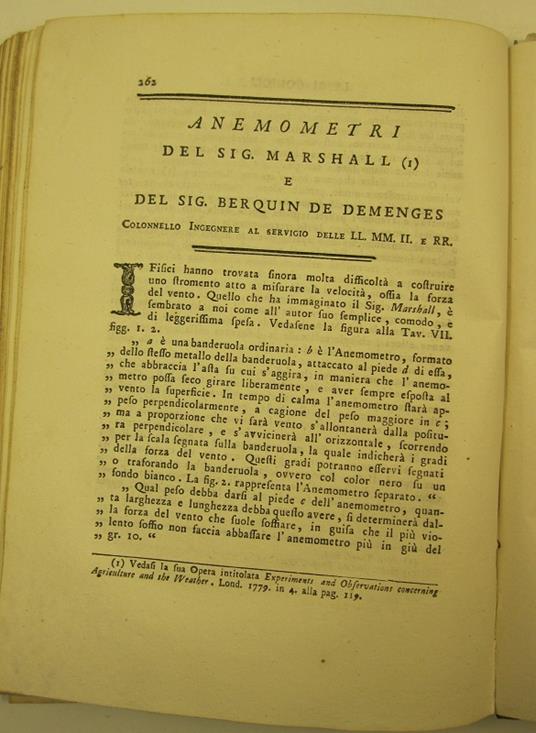 262
ANEMOMETRI
DEL SIG. MARSHALL (1)
E
DEL SIG. BERQUIN DE DEMENGES
COLONNELLO INGEGNERE AL SERVIGIO DELLE LL. MM. II. E RR.
I Fisici hanno trovata sinora molta difficoltà a costruire
uno stromento atto a misurare la velocità, ossia la forza
del vento. Quello che ha immaginato il Sig. Marshall, è
sembrato a noi come all' autor suo semplice, comodo, e
di leggerissima spesa. Vedasene la figura alla Tav. VII.
figg. 1. 2.
„ a è una banderuola ordinaria: b è l'Anemometro, formato
„ dello stesso metallo della banderuola, attaccato al piede d di essa,
„ che abbraccia l'asta su cui s'aggira, in maniera che l'anemo-
„ metro possa seco girare liberamente, e aver sempre esposta al
„ vento la superficie. In tempo di calma l'anemometro starà ap-
„ peso perpendicolarmente, a cagione del peso maggiore in c;
„ ma a proporzione che vi sarà vento s'allontanerà dalla positu-
„ ra perpendicolare, e s'avvicinerà all'orizzontale, scorrendo
„ per la scala segnata sulla banderuola, la quale indicherà i gradi
„ della forza del vento. Questi gradi potranno esservi segnati
„ o traforando la banderuola, ovvero col color nero su un
„ fondo bianco. La fig. 2. rappresenta l'Anemometro separato. “
„ Qual peso debba darsi al piede c dell'anemometro, quan-
„ ta larghezza e lunghezza debba questo avere, si determinerà dal-
„ la forza del vento che suole soffiare, in guisa che il più vio-
„ lento soffio non faccia abbassare l'anemometro più in giù del
„ gr. 10. “
(1) Vedasi la sua Opera intitolata Experiments and Observations concerning
Agriculture and the Weather. Lond. 1779. in 4. alla pag. 119.